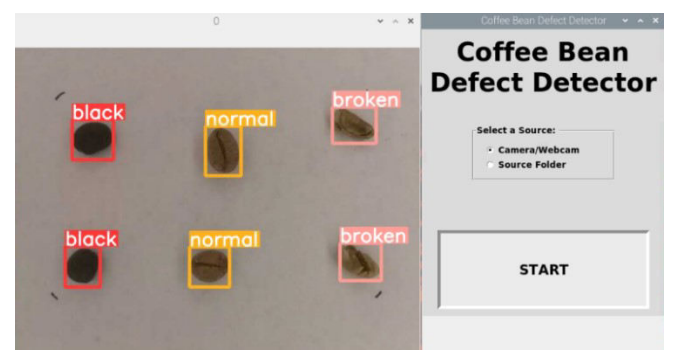 0
black
normal
broken
black
normal
broken
Coffee Bean Defect Detector
Coffee Bean
Defect Detector
Select a Source:
Camera/Webcam
Source Folder
START